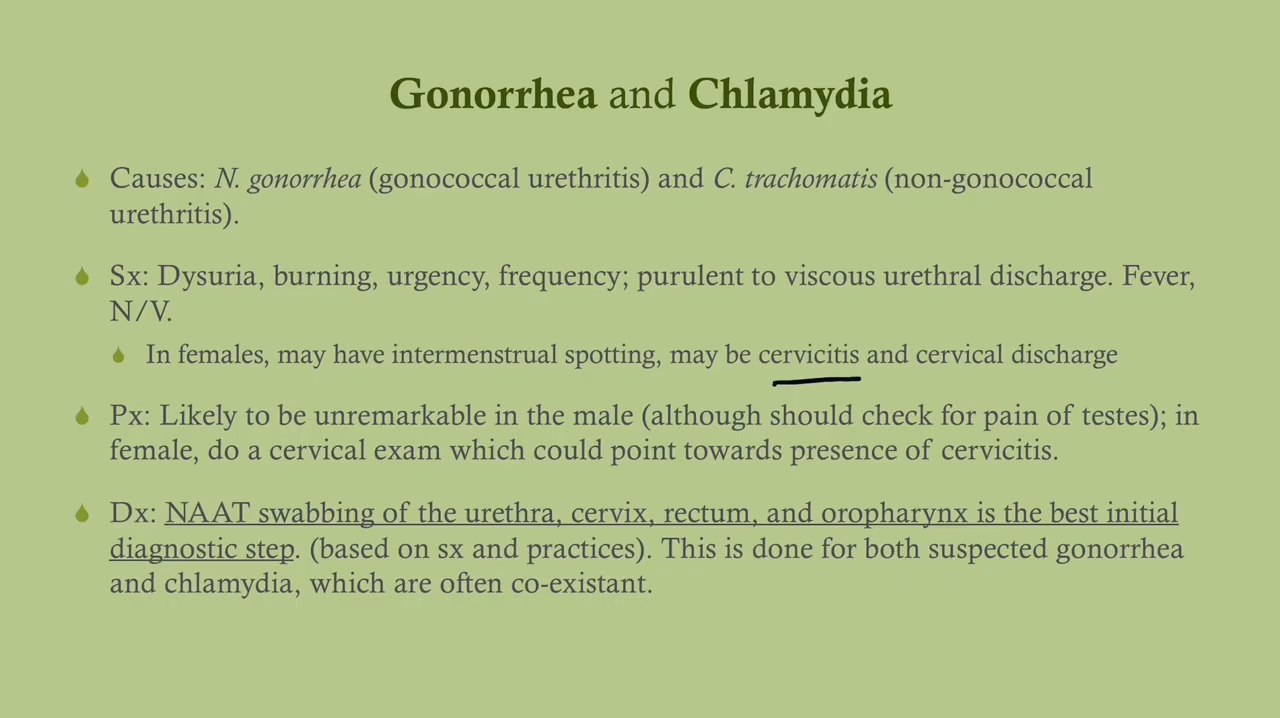 Gonorrhea and Chlamydia
Causes: N. gonorrhea (gonococcal urethritis) and C. trachomatis (non-gonococcal
urethritis).
Sx: Dysuria, burning, urgency, frequency; purulent to viscous urethral discharge. Fever,
N/V.
In females, may have intermenstrual spotting, may be cervicitis and cervical discharge
Px: Likely to be unremarkable in the male (although should check for pain of testes); in
female, do a cervical exam which could point towards presence of cervicitis.
Dx: NAAT swabbing of the urethra, cervix, rectum, and oropharynx is the best initial
diagnostic step. (based on sx and practices). This is done for both suspected gonorrhea
and chlamydia, which are often co-existant.